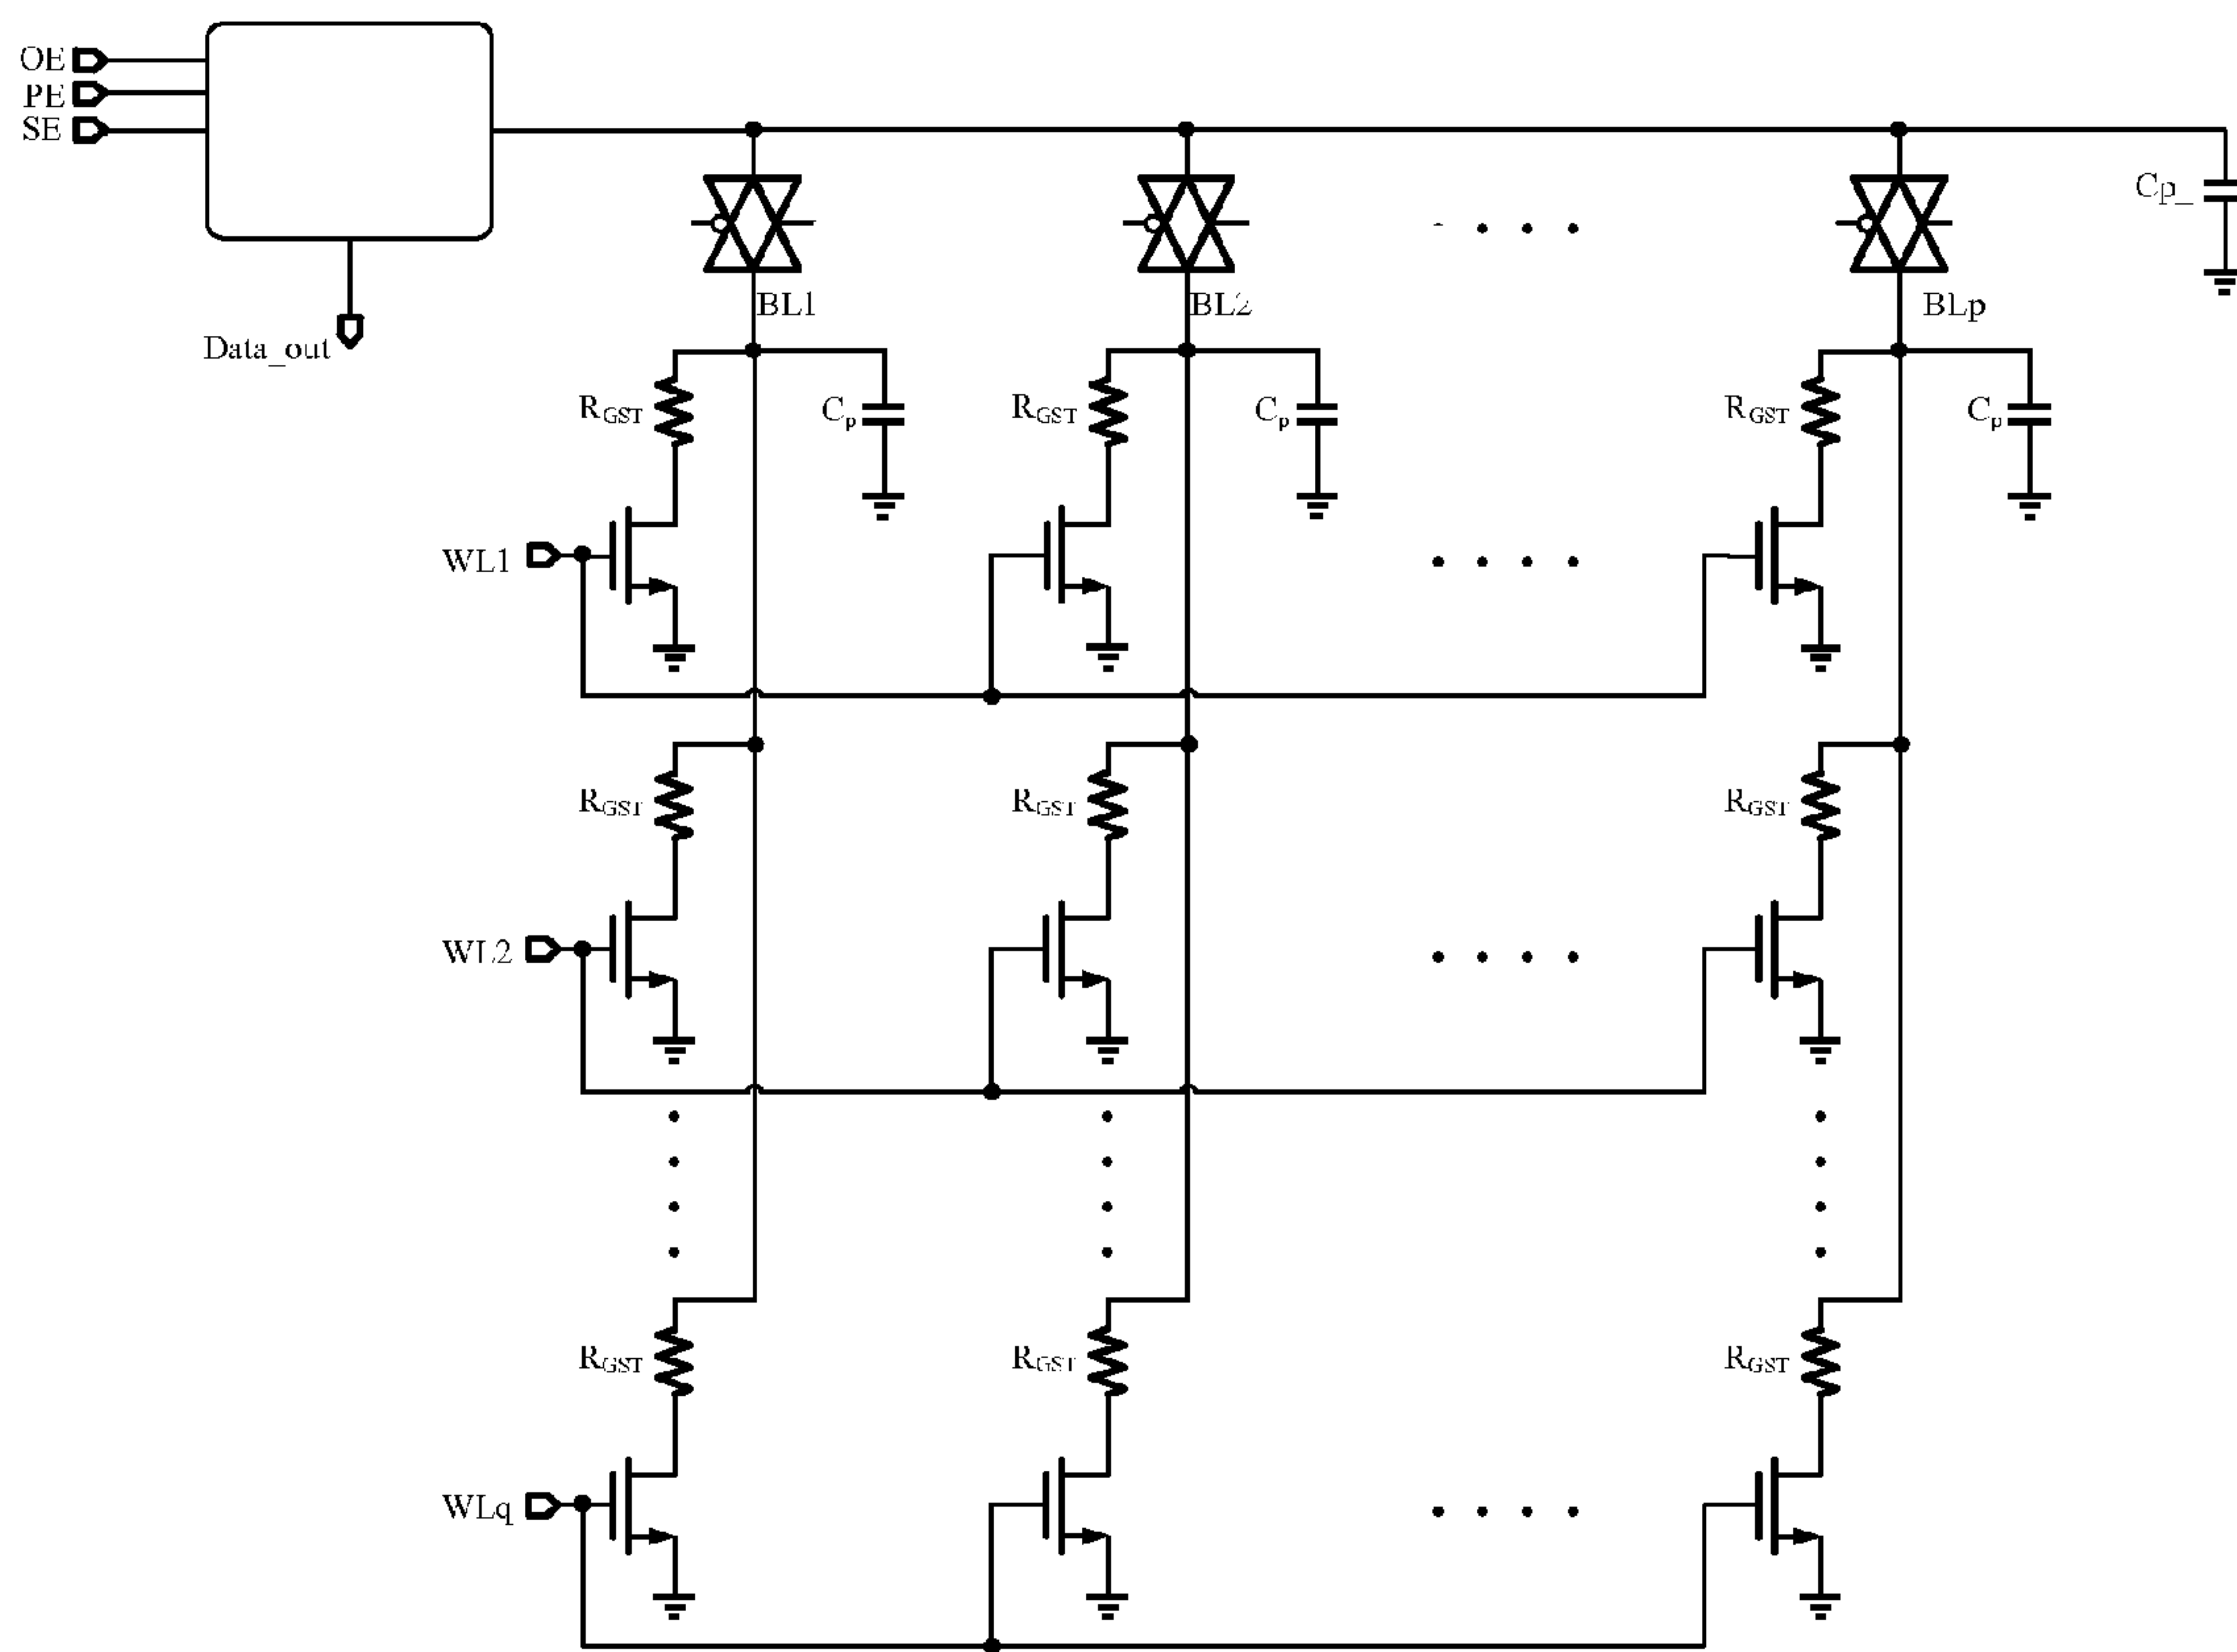 OE
PE
SE
Cp_
BL1
BL2
BLp
Data_out
RGST
Cp
RGST
Cp
RGST
Cp
WL1
RGST
RGST
RGST
WL2
RGST
RGST
RGST
WLq